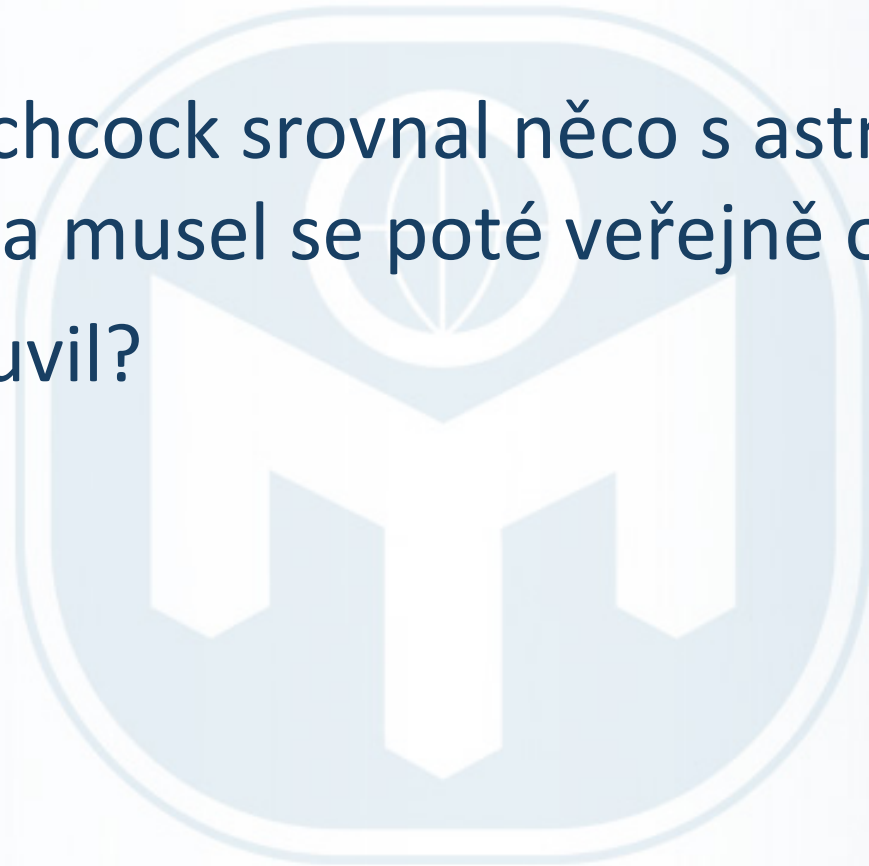 chcock srovnal něco s astr
a musel se poté veřejně o
uvil?